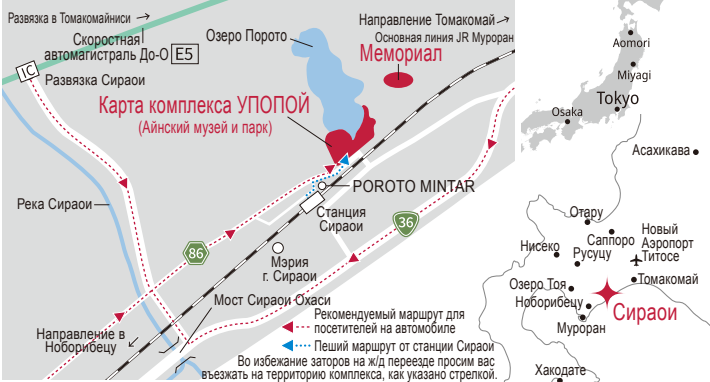 Развязка в Томакомайниси
Скоростная
автомагистраль До-О E5
IC
Развязка Сираои
Озеро Порото
Направление Томакомай
Основная линия JR Муроран
Мемориал
Карта комплекса УПОПОЙ
(Айнский музей и парк)
POROTO MINTAR
Река Сираои
Станция
Сираои
36
86
Мэрия
г. Сираои
Мост Сираои Охаси
Направление в
Ноборибецу
Рекомендуемый маршрут для
посетителей на автомобиле
Пеший маршрут от станции Сираои
Во избежание заторов на ж/д переезде просим вас
въезжать на территорию комплекса, как указано стрелкой.
Aomori
Miyagi
Tokyo
Osaka
Асахикава
Отару
Саппоро
Новый
Аэропорт
Титосе
Нисеко
Русуцу
Томакомай
Озеро Тоя
Ноборибецу
Сираои
Муроран
Хакодате